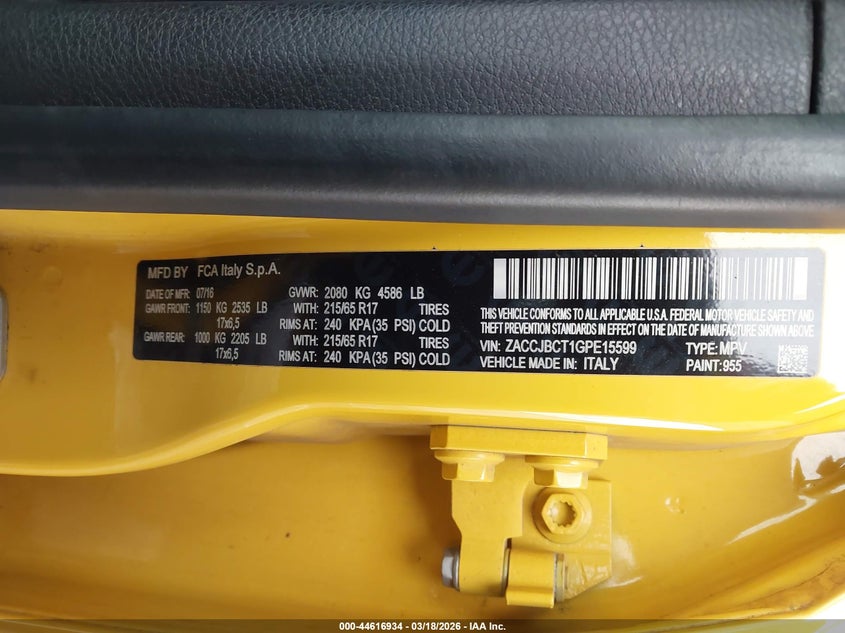 MFD BY FCA Italy S.p.A.
DATE OF MFR: 07/16 GVWR: 2080 KG 4586 LB
GAWR FRONT: 1150 KG 2535 LB WITH: 215/65 R17 TIRES
17x6,5 RIMS AT: 240 KPA (35 PSI) COLD
GAWR REAR: 1000 KG 2205 LB WITH: 215/65 R17 TIRES
17x6,5 RIMS AT: 240 KPA (35 PSI) COLD
THIS VEHICLE CONFORMS TO ALL APPLICABLE U.S.A. FEDERAL MOTOR VEHICLE SAFETY AND
THEFT PREVENTION STANDARDS IN EFFECT ON THE DATE OF MANUFACTURE SHOWN ABOVE.
VIN: ZACCJBCT1GPE15599 TYPE: MPV
VEHICLE MADE IN: ITALY PAINT: 955
000-44616934 - 03/18/2026 - IAA Inc.